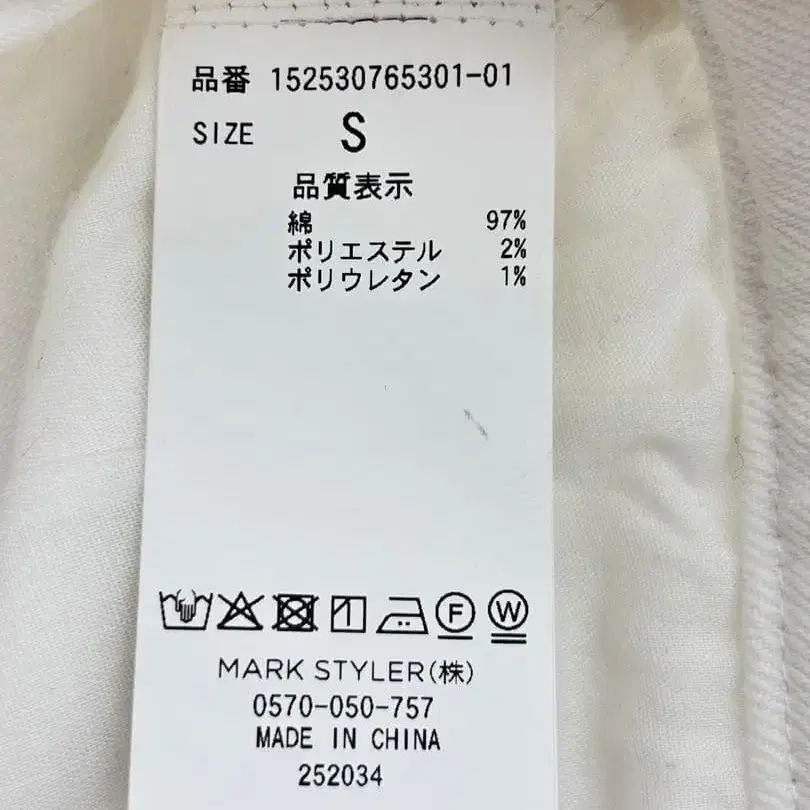 品番 152530765301-01
SIZE S
品質表示
綿 97%
ポリエステル 2%
ポリウレタン 1%
F W
MARK STYLER(株)
0570-050-757
MADE IN CHINA
252034